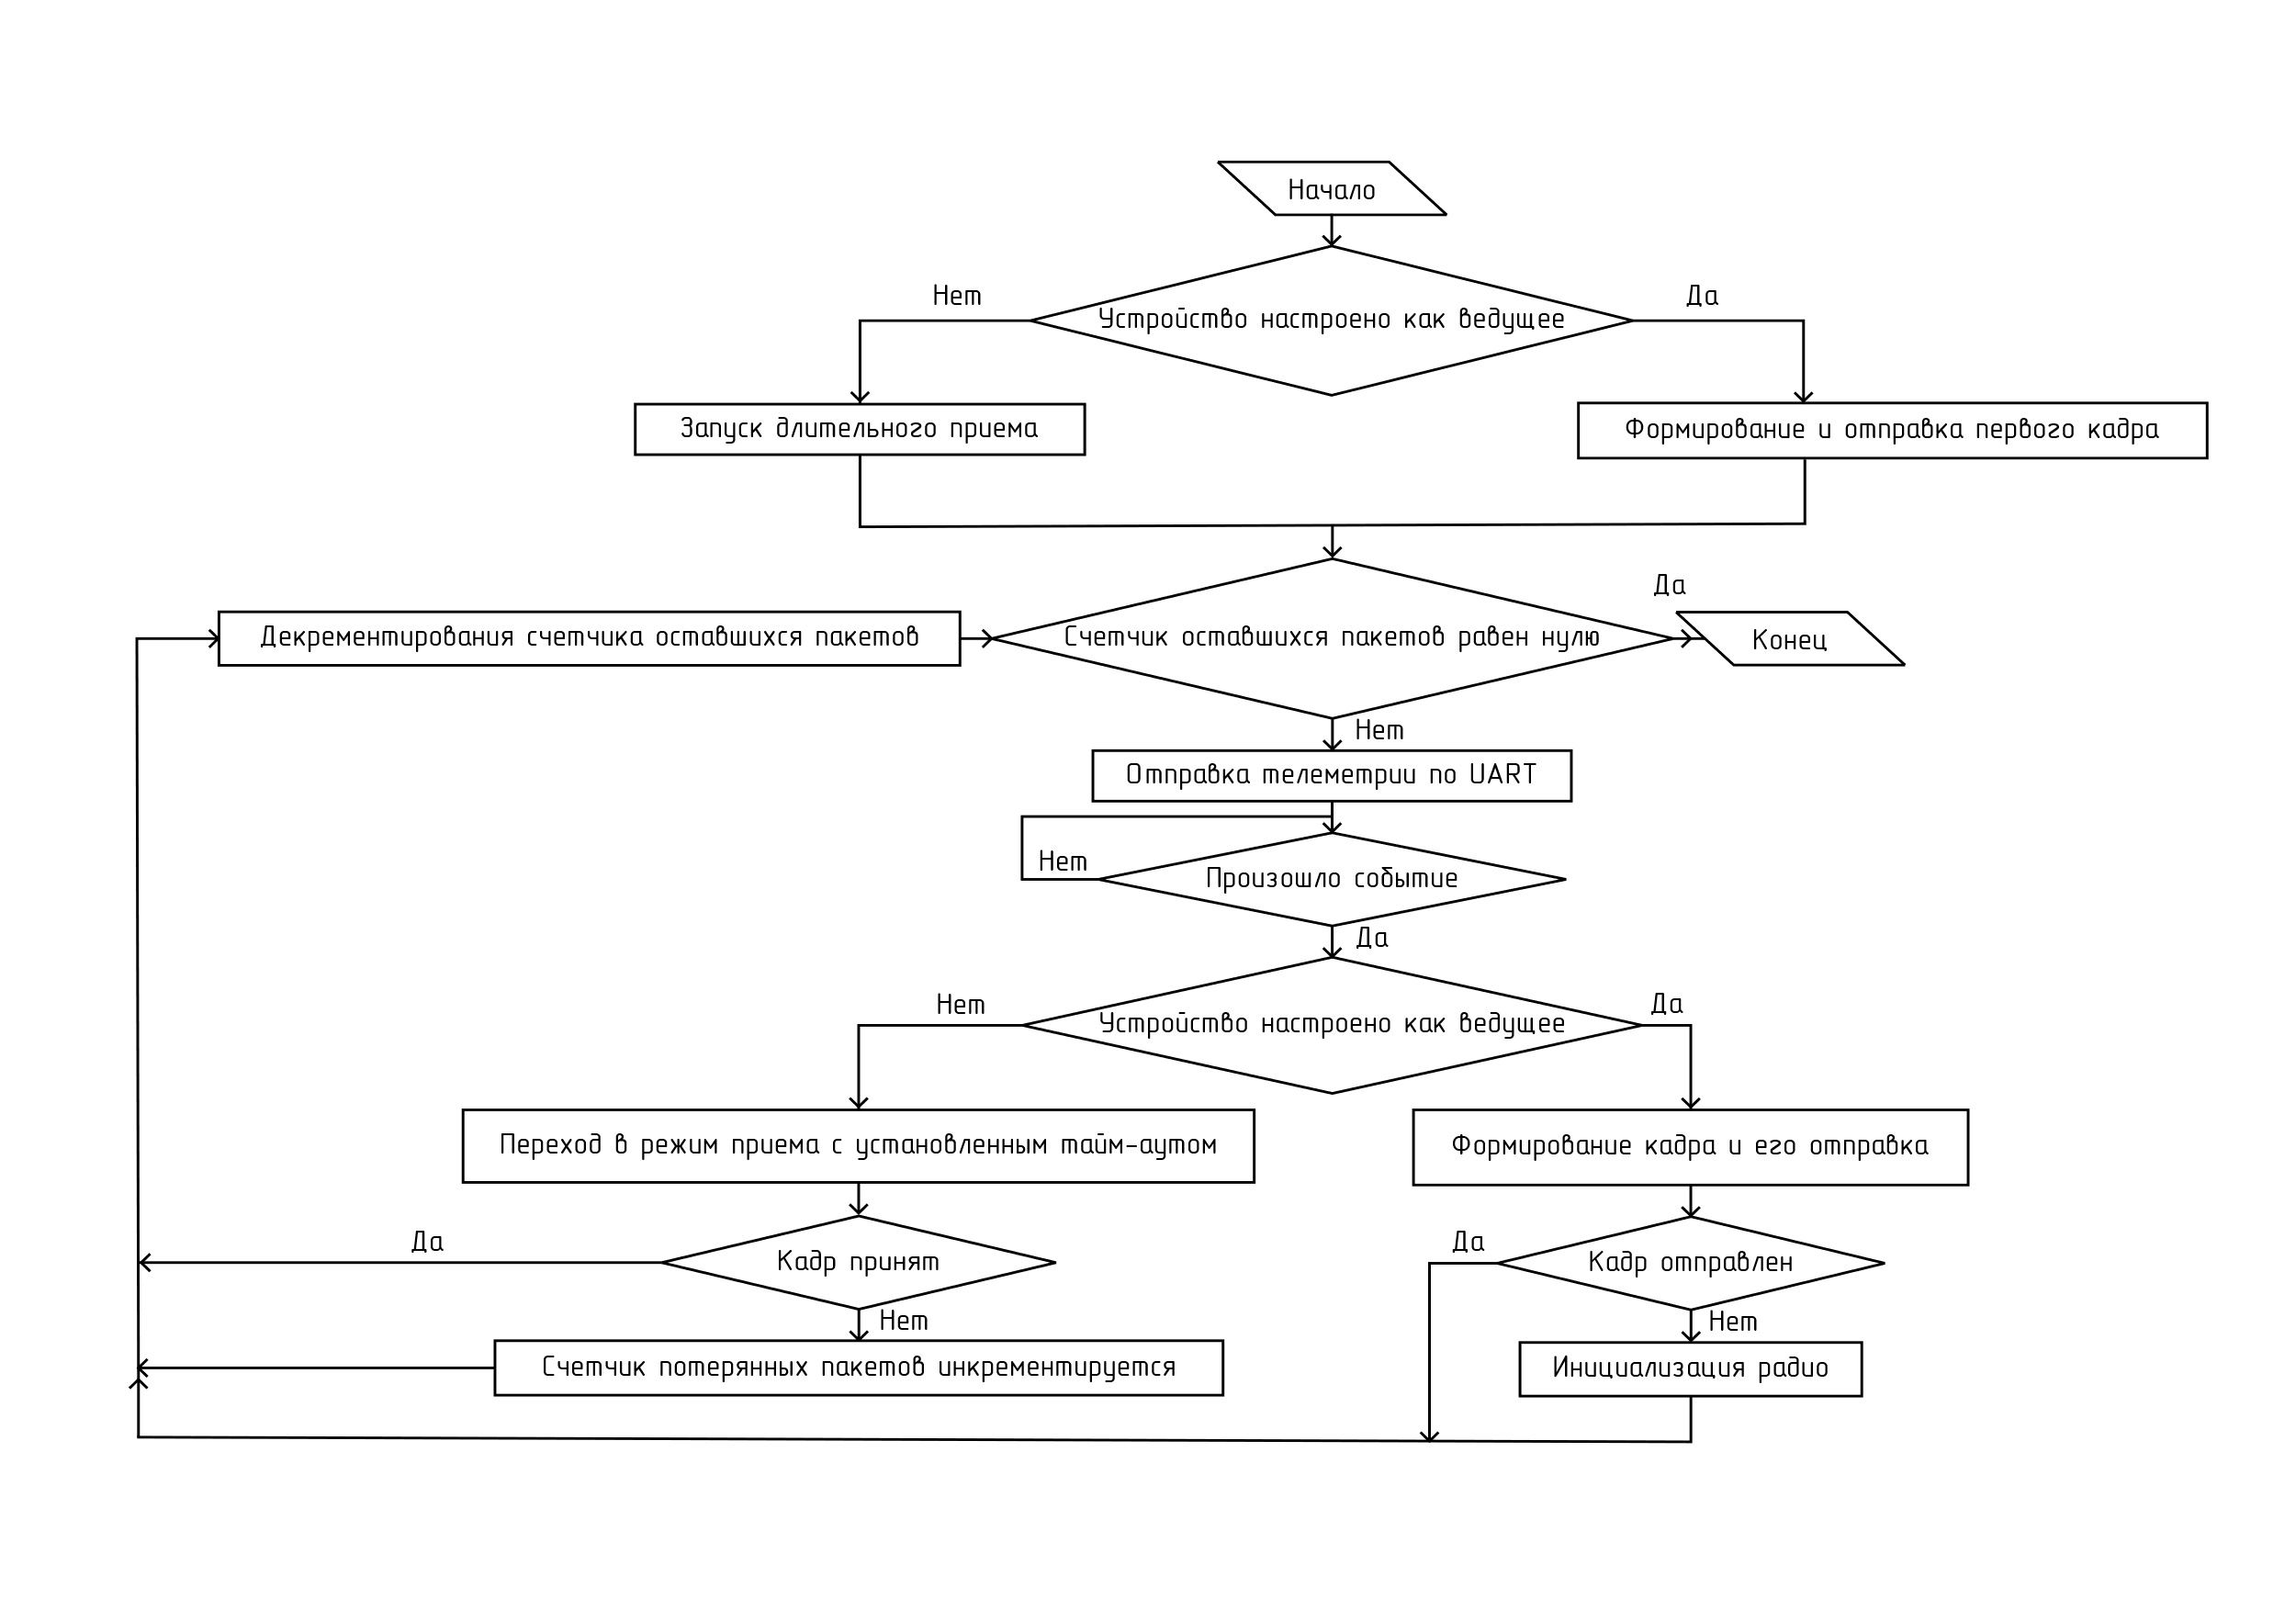 Начало
Нет
Да
Устройство настроено как ведущее
Запуск длительного приема
Формирование и отправка первого кадра
Да
Декрементирования счетчика оставшихся пакетов
Счетчик оставшихся пакетов равен нулю
Конец
Нет
Отправка телеметрии по UART
Нет
Произошло событие
Да
Нет
Да
Устройство настроено как ведущее
Переход в режим приема с установленным тайм-аутом
Формирование кадра и его отправка
Да
Да
Кадр принят
Кадр отправлен
Нет
Нет
Счетчик потерянных пакетов инкрементируется
Инициализация радио